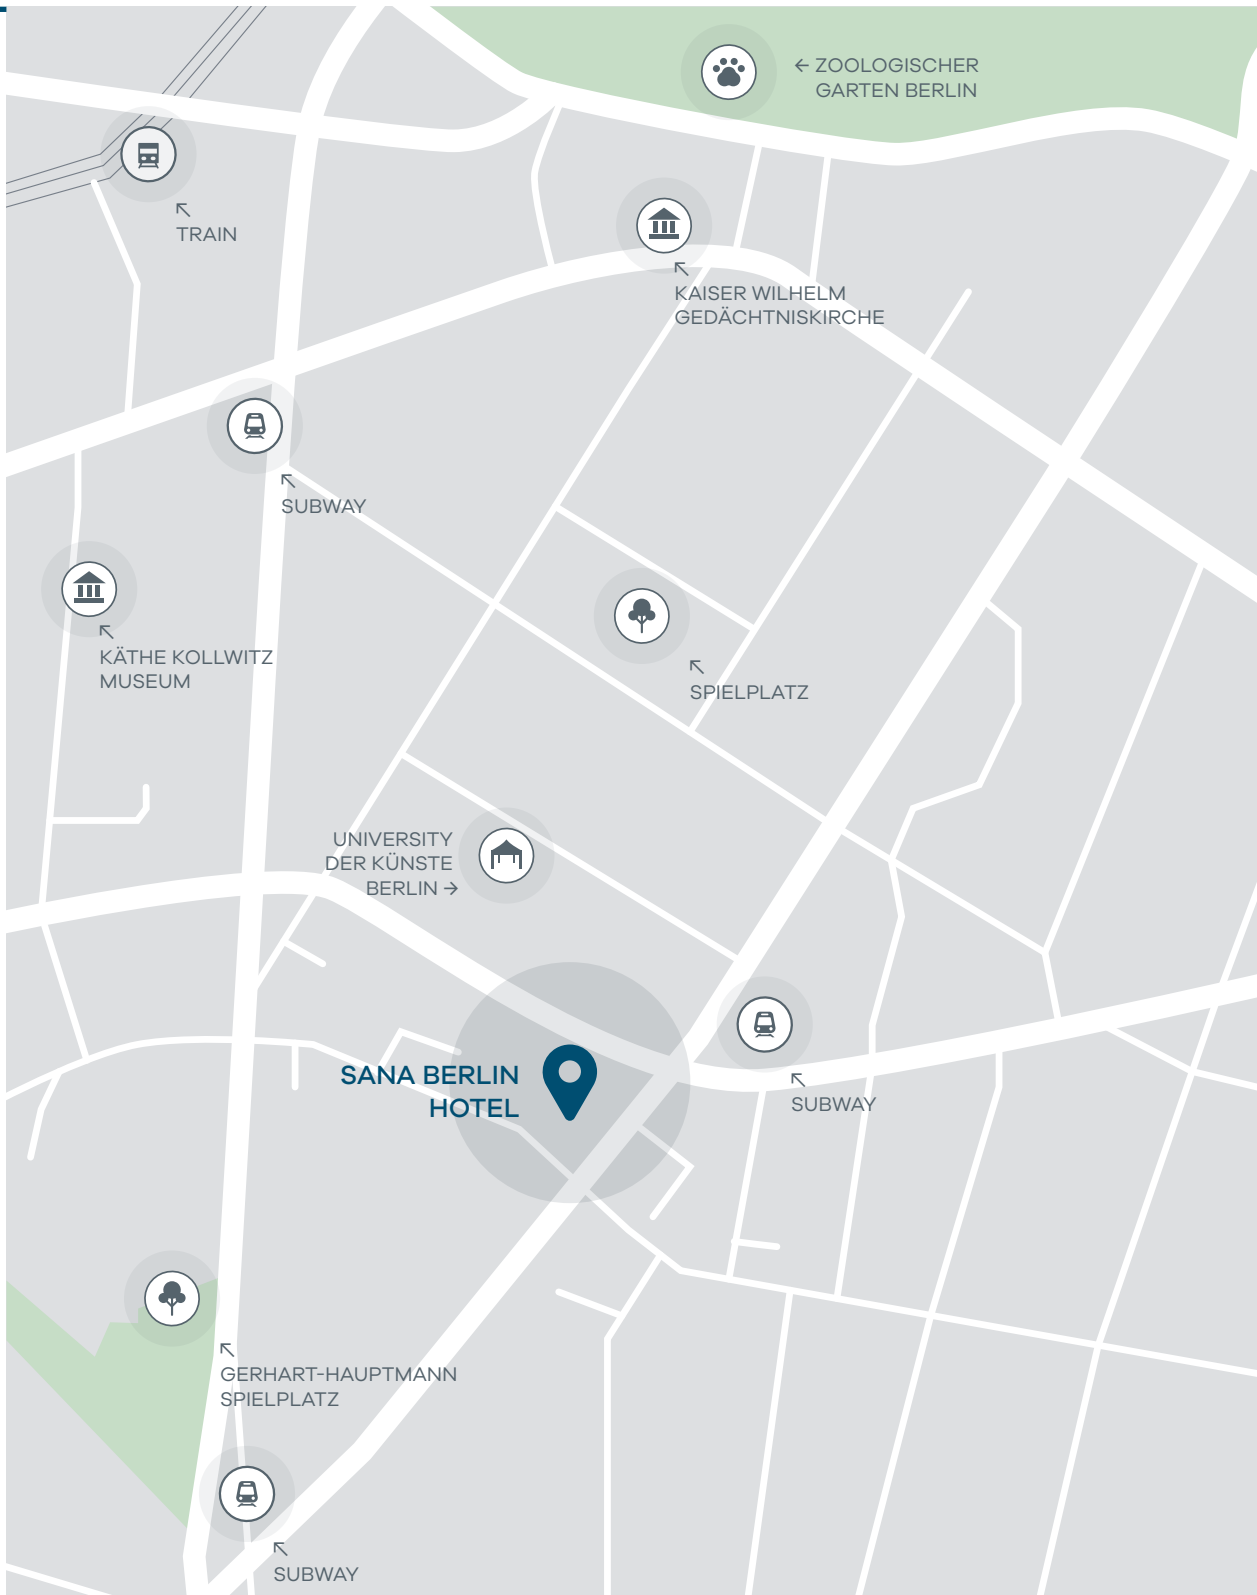 ← ZOOLOGISCHER
GARTEN BERLIN
↖
TRAIN
↖
KAISER WILHELM
GEDÄCHTNISKIRCHE
↖
SUBWAY
↖
KÄTHE KOLLWITZ
MUSEUM
↖
SPIELPLATZ
UNIVERSITY
DER KÜNSTE
BERLIN →
SANA BERLIN
HOTEL
↖
SUBWAY
↖
GERHART-HAUPTMANN
SPIELPLATZ
↖
SUBWAY